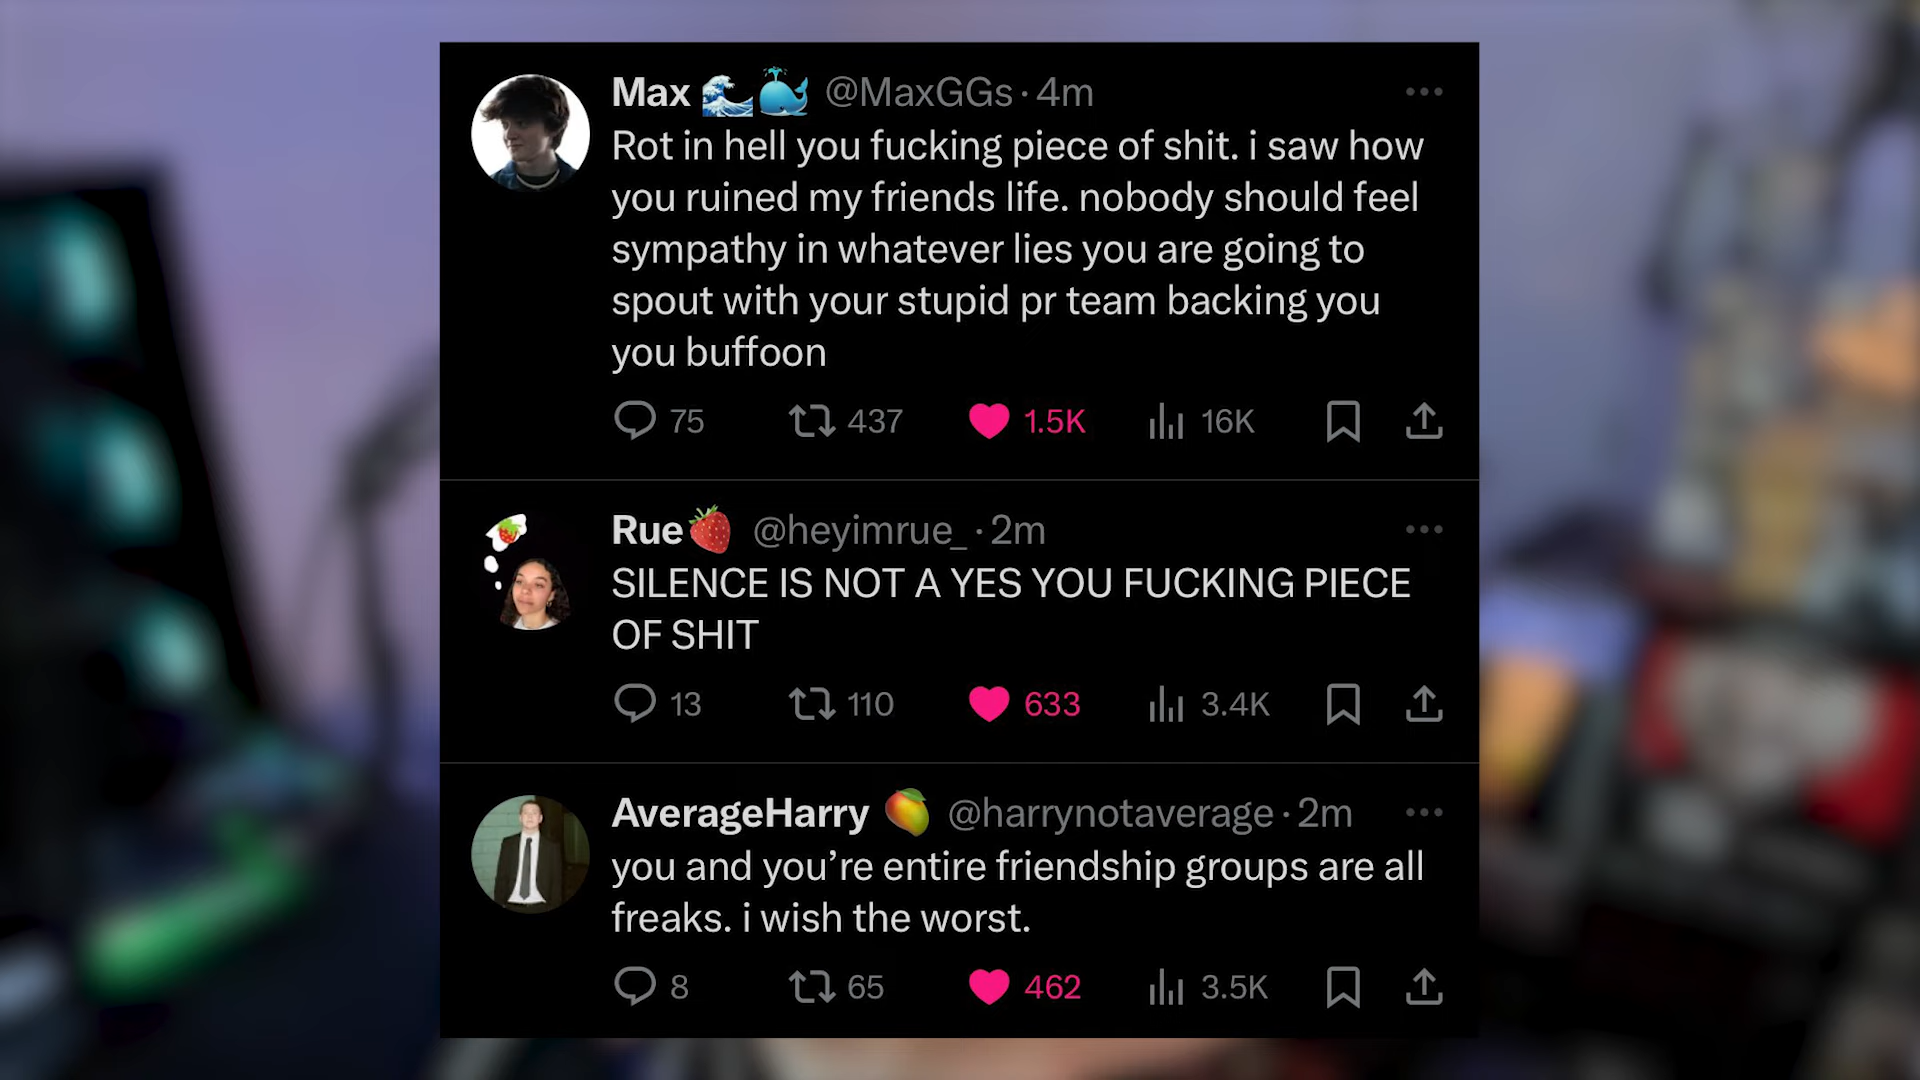 Max 🌊🐳 @MaxGGs · 4m
Rot in hell you fucking piece of shit. i saw how
you ruined my friends life. nobody should feel
sympathy in whatever lies you are going to
spout with your stupid pr team backing you
you buffoon
75 437 1.5K 16K
Rue🍓 @heyimrue_ · 2m
SILENCE IS NOT A YES YOU FUCKING PIECE
OF SHIT
13 110 633 3.4K
AverageHarry 🥭 @harrynotaverage · 2m
you and you’re entire friendship groups are all
freaks. i wish the worst.
8 65 462 3.5K